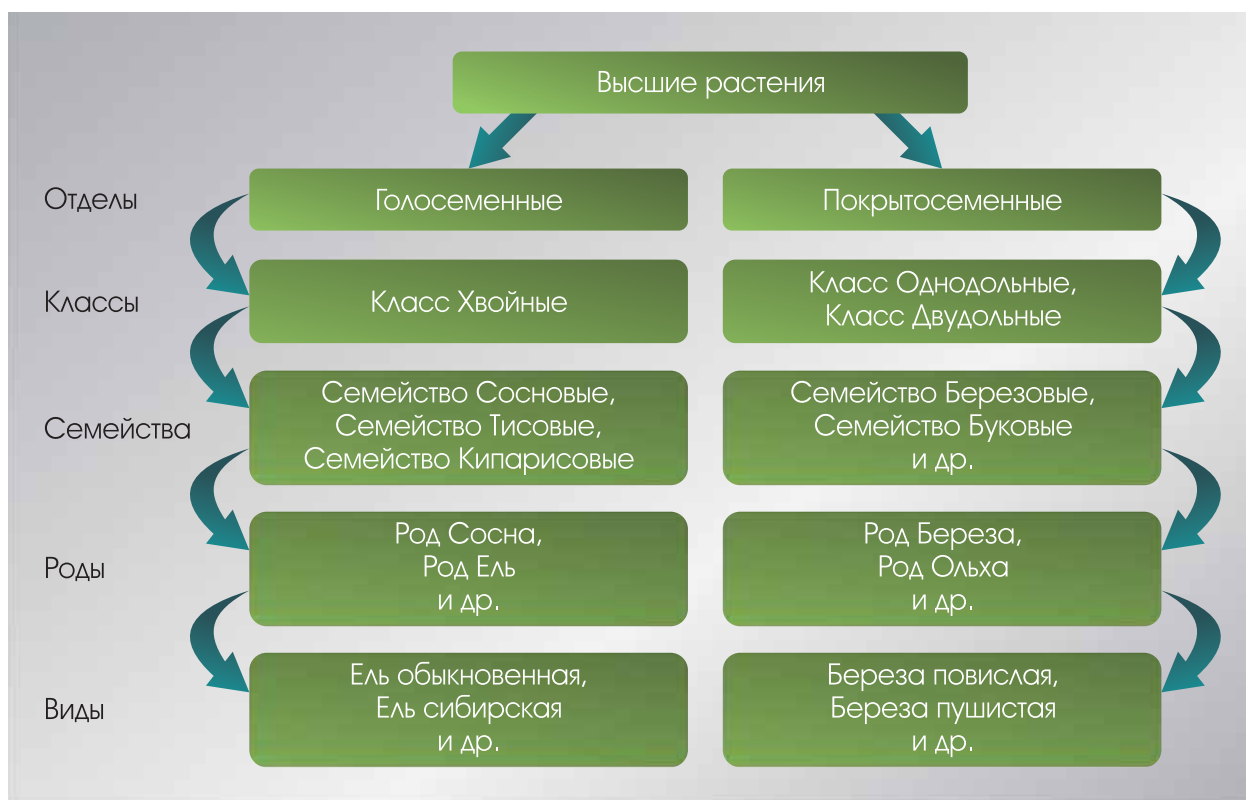 Высшие растения
Отделы
Голосеменные
Покрытосеменные
Классы
Класс Хвойные
Класс Однодольные,
Класс Двудольные
Семейства
Семейство Сосновые,
Семейство Тисовые,
Семейство Кипарисовые
Семейство Березовые,
Семейство Буковые
и др.
Роды
Род Сосна,
Род Ель
и др.
Род Береза,
Род Ольха
и др.
Виды
Ель обыкновенная,
Ель сибирская
и др.
Береза повислая,
Береза пушистая
и др.